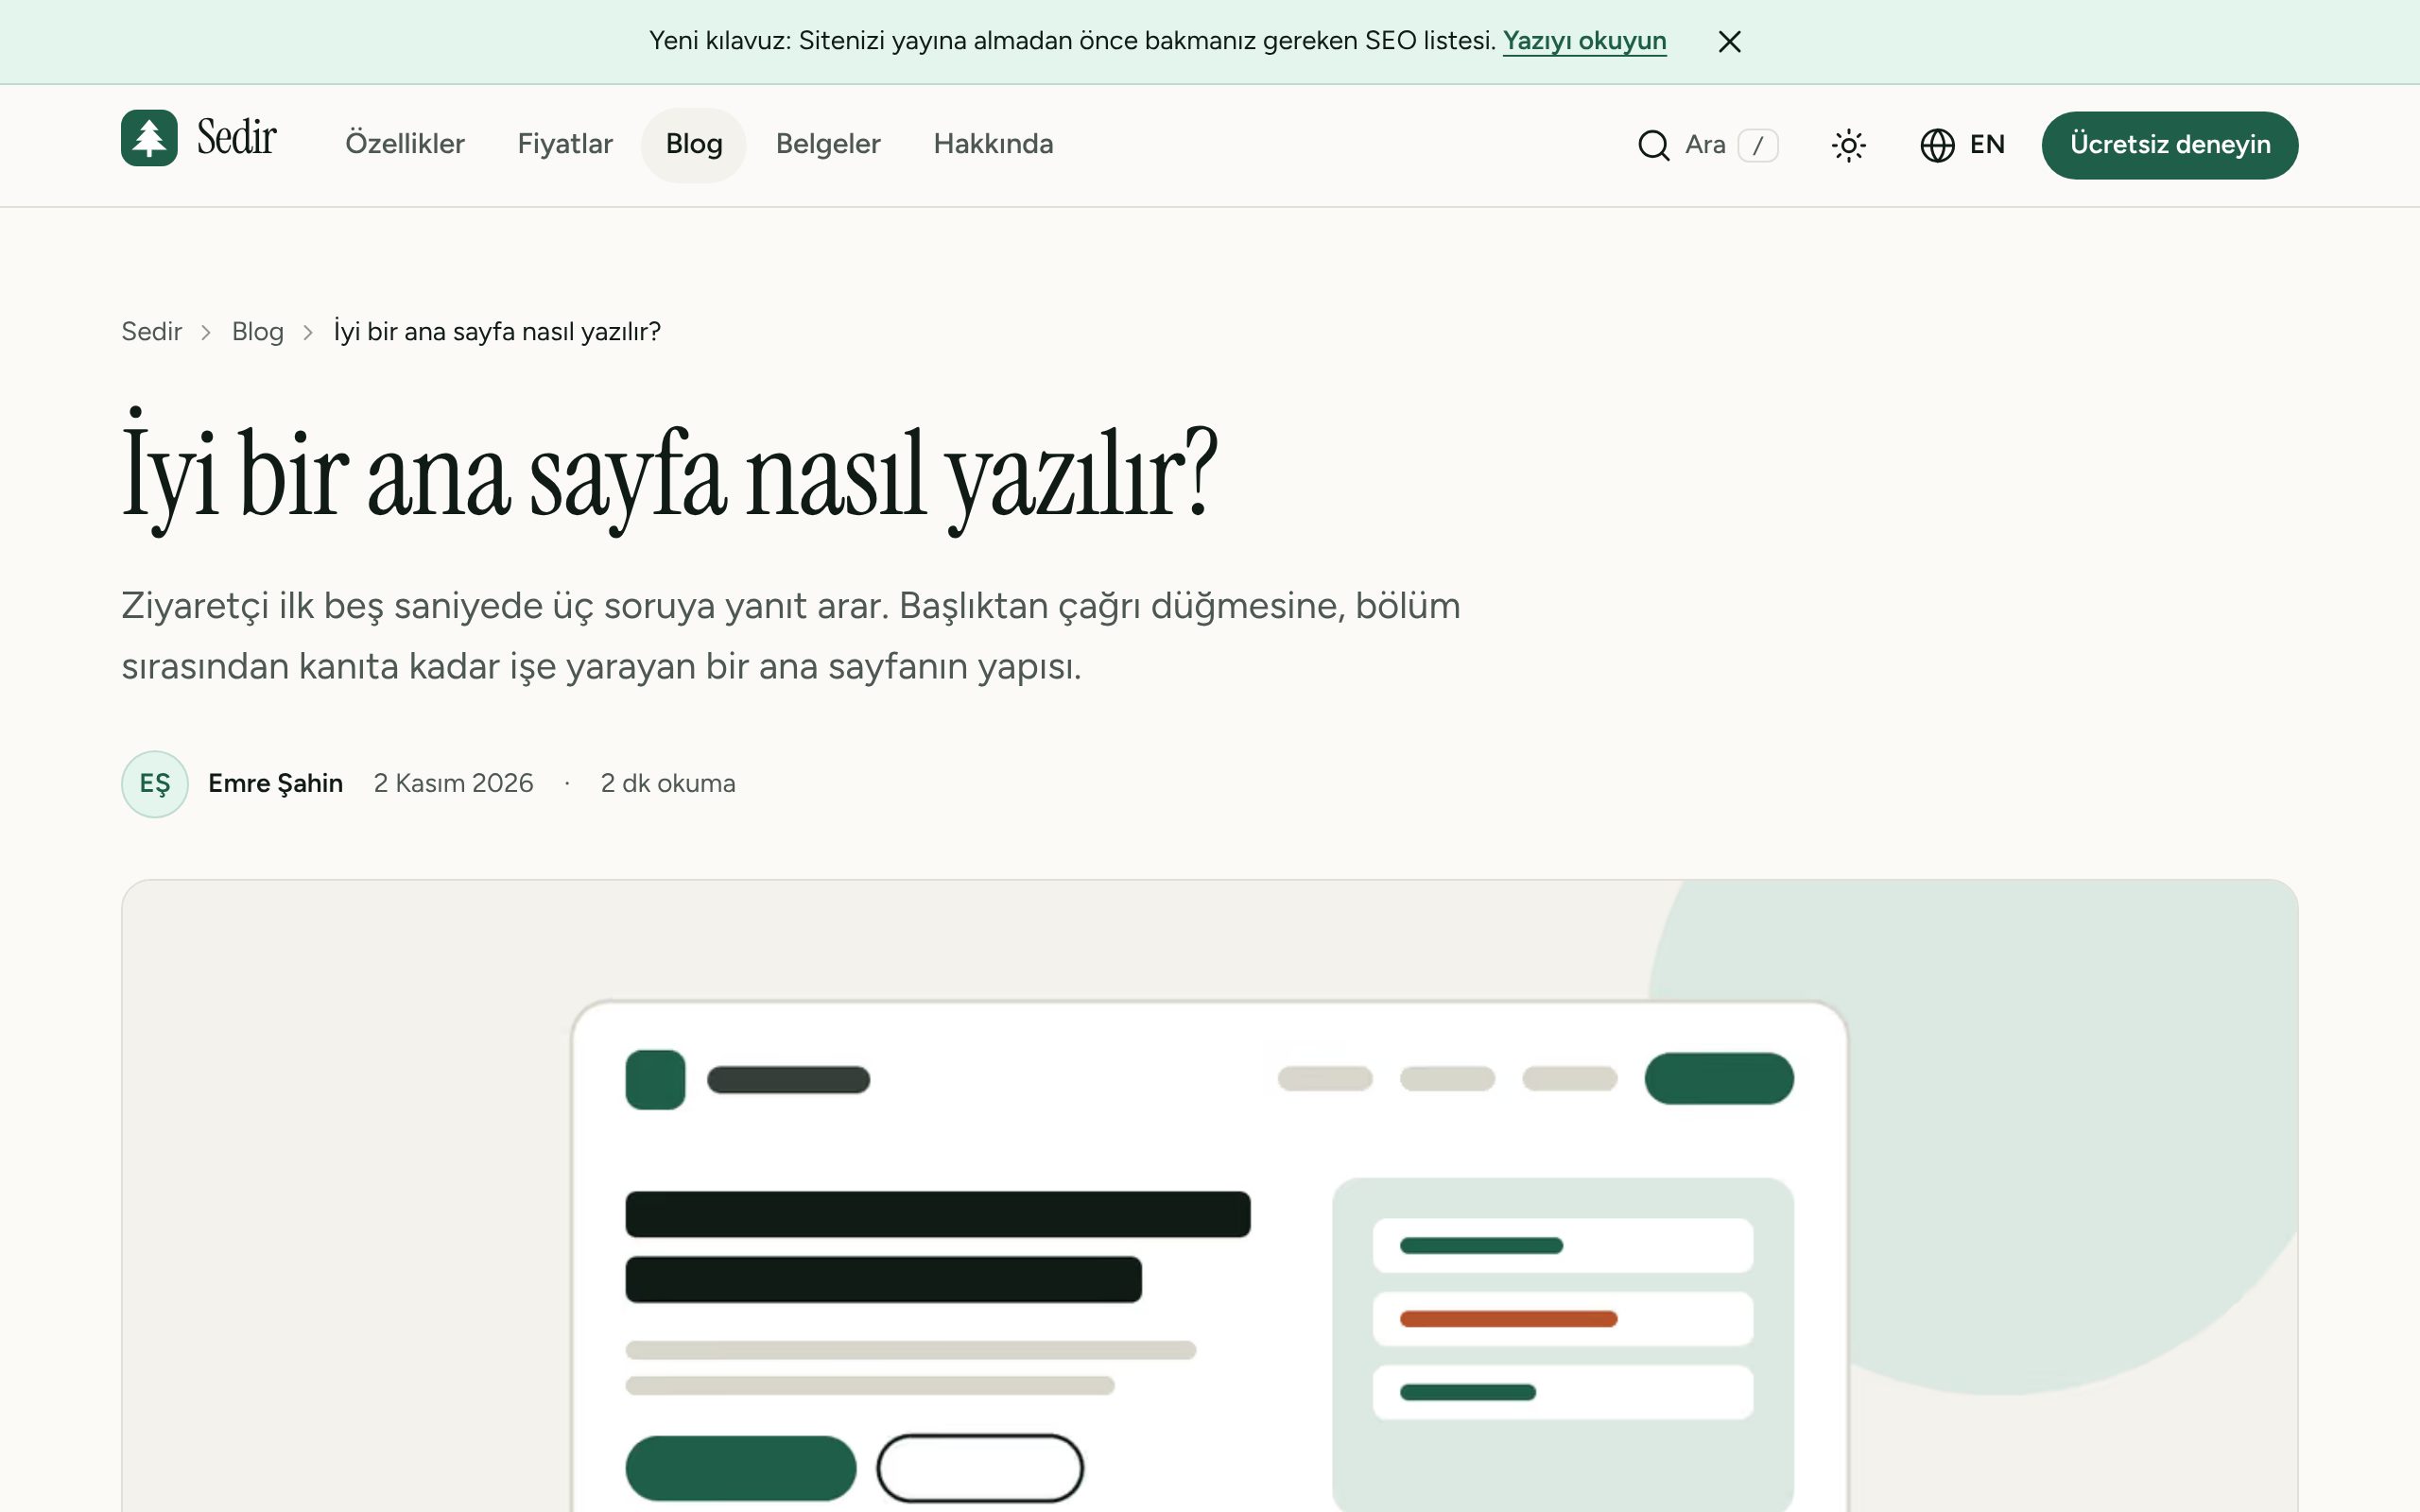 Yeni kılavuz: Sitenizi yayına almadan önce bakmanız gereken SEO listesi. Yazıyı okuyun
Sedir
Özellikler
Fiyatlar
Blog
Belgeler
Hakkında
Ara /
EN
Ücretsiz deneyin
Sedir > Blog > İyi bir ana sayfa nasıl yazılır?
İyi bir ana sayfa nasıl yazılır?
Ziyaretçi ilk beş saniyede üç soruya yanıt arar. Başlıktan çağrı düğmesine, bölüm
sırasından kanıta kadar işe yarayan bir ana sayfanın yapısı.
EŞ Emre Şahin 2 Kasım 2026 · 2 dk okuma